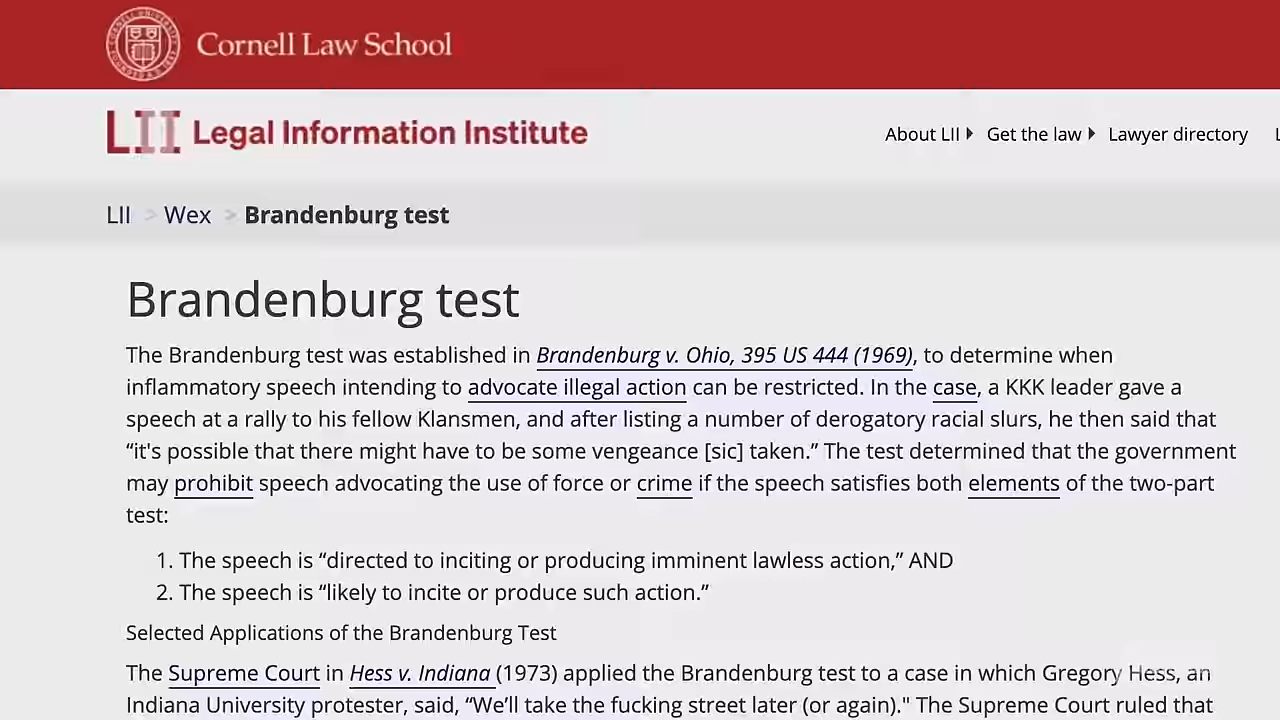 Cornell Law School
LII Legal Information Institute
About LII Get the law Lawyer directory
LII > Wex > Brandenburg test
Brandenburg test
The Brandenburg test was established in Brandenburg v. Ohio, 395 US 444 (1969), to determine when
inflammatory speech intending to advocate illegal action can be restricted. In the case, a KKK leader gave a
speech at a rally to his fellow Klansmen, and after listing a number of derogatory racial slurs, he then said that
“it's possible that there might have to be some vengeance [sic] taken.” The test determined that the government
may prohibit speech advocating the use of force or crime if the speech satisfies both elements of the two-part
test:
1. The speech is “directed to inciting or producing imminent lawless action,” AND
2. The speech is “likely to incite or produce such action.”
Selected Applications of the Brandenburg Test
The Supreme Court in Hess v. Indiana (1973) applied the Brandenburg test to a case in which Gregory Hess, an
Indiana University protester, said, “We’ll take the fucking street later (or again)." The Supreme Court ruled that